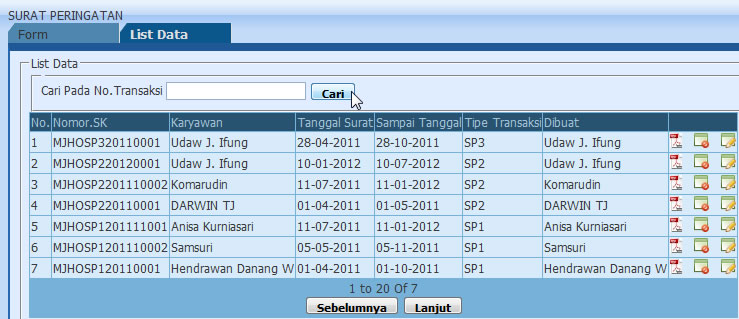 SURAT PERINGATAN
Form List Data
List Data
Cari Pada No.Transaksi Cari
No. Nomor.SK Karyawan Tanggal Surat Sampai Tanggal Tipe Transaksi Dibuat
1 MJHOSP320110001 Udaw J. Ifung 28-04-2011 28-10-2011 SP3 Udaw J. Ifung
2 MJHOSP220120001 Udaw J. Ifung 10-01-2012 10-07-2012 SP2 Udaw J. Ifung
3 MJHOSP2201110002 Komarudin 11-07-2011 11-01-2012 SP2 Komarudin
4 MJHOSP220110001 DARWIN TJ 01-04-2011 01-05-2011 SP2 DARWIN TJ
5 MJHOSP1201111001 Anisa Kurniasari 11-07-2011 11-01-2012 SP1 Anisa Kurniasari
6 MJHOSP1201110002 Samsuri 05-05-2011 05-11-2011 SP1 Samsuri
7 MJHOSP120110001 Hendrawan Danang W 01-04-2011 01-10-2011 SP1 Hendrawan Danang W
1 to 20 Of 7
Sebelumnya Lanjut